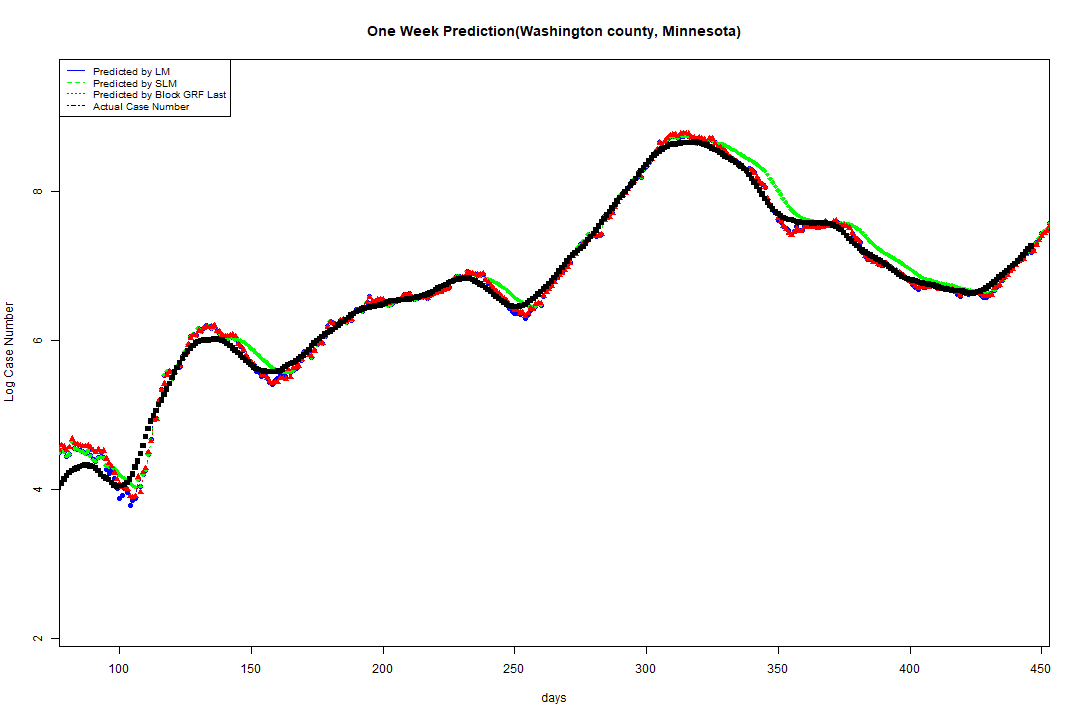 One Week Prediction(Washington county, Minnesota)
Predicted by LM
Predicted by SLM
Predicted by Block GRF Last
Actual Case Number
8
6
4
2
Log Case Number
100 150 200 250 300 350 400 450
days